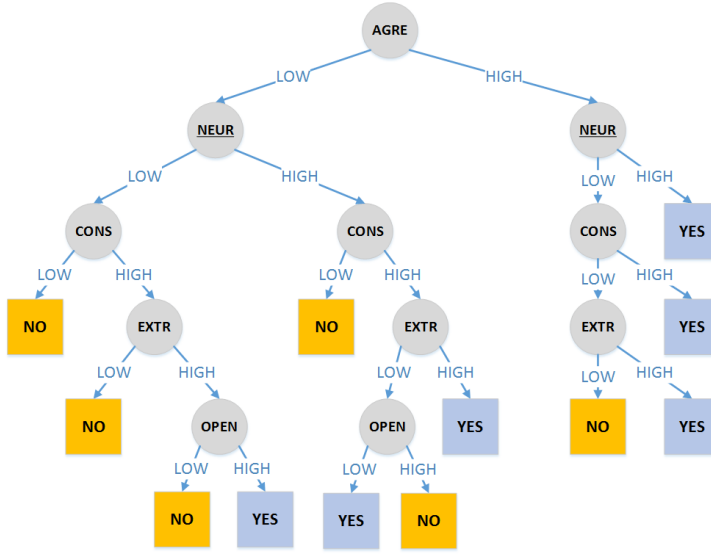 AGRE
LOW HIGH
NEUR NEUR
LOW HIGH LOW HIGH
CONS CONS CONS YES
LOW HIGH LOW HIGH LOW HIGH
NO EXTR NO EXTR EXTR YES
LOW HIGH LOW HIGH LOW HIGH
NO OPEN OPEN YES NO YES
LOW HIGH LOW HIGH
NO YES YES NO